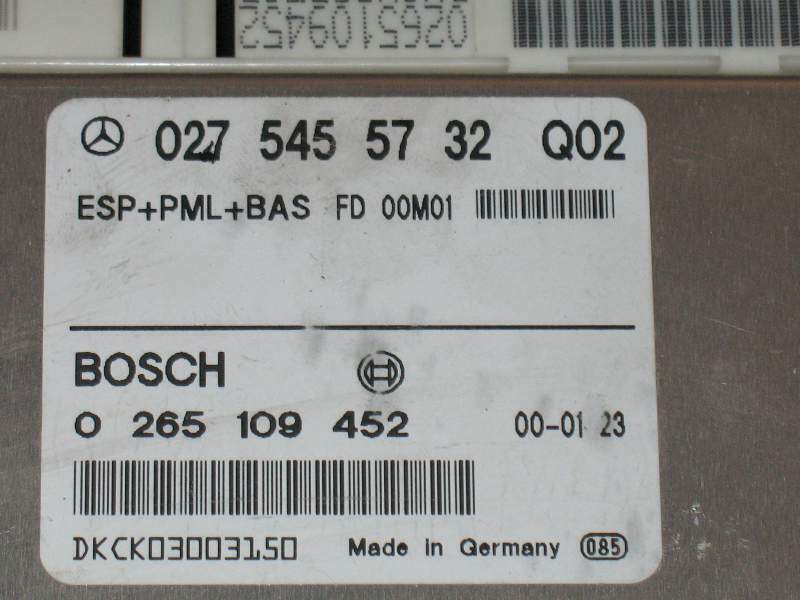 0265109452
027 545 57 32 Q02
ESP+PML+BAS FD 00M01
BOSCH
0 265 109 452 00-01 23
DKCK03003150
Made in Germany 085